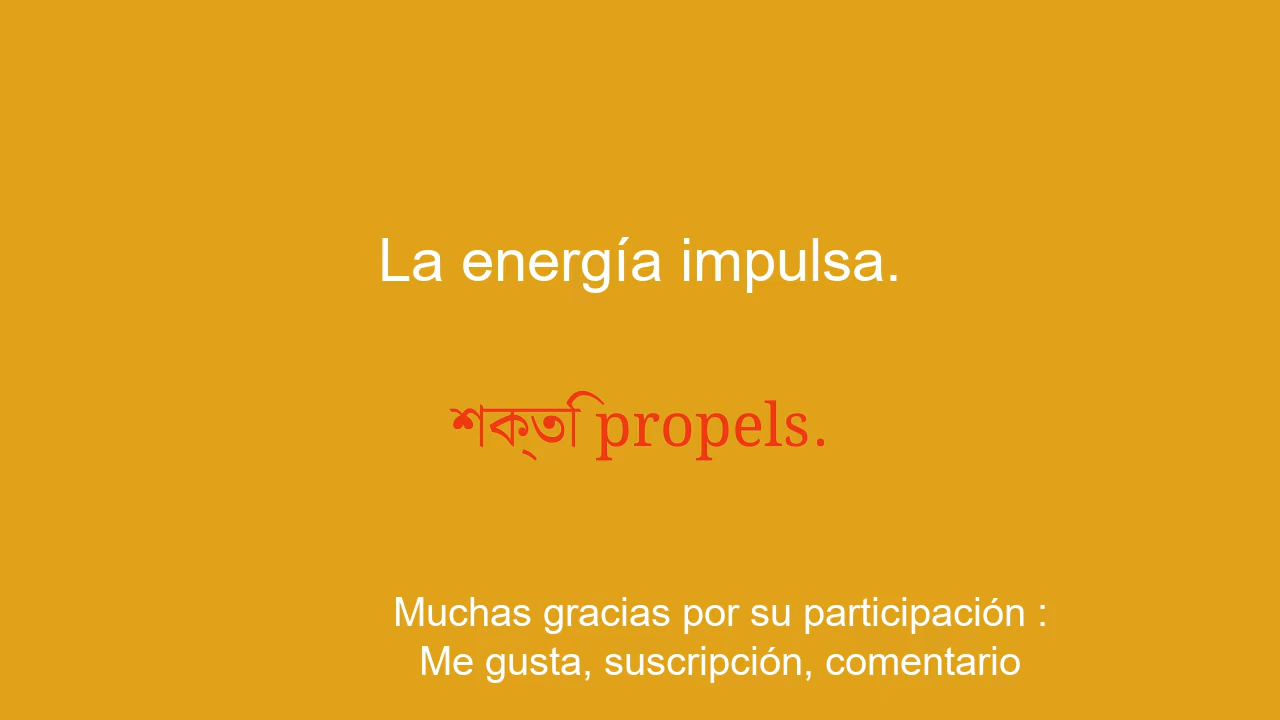 La energía impulsa.
শক্তি propels.
Muchas gracias por su participación :
Me gusta, suscripción, comentario